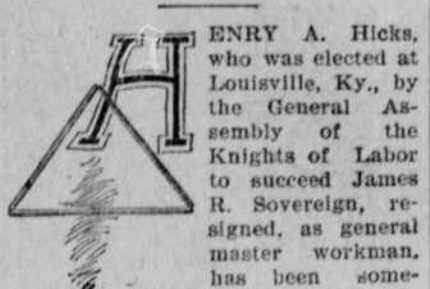 HENRY A. Hicks,
who was elected at
Louisville, Ky., by
the General As-
sembly of the
Knights of Labor
to succeed James
R. Sovereign, re-
signed, as general
master workman,
has been some-